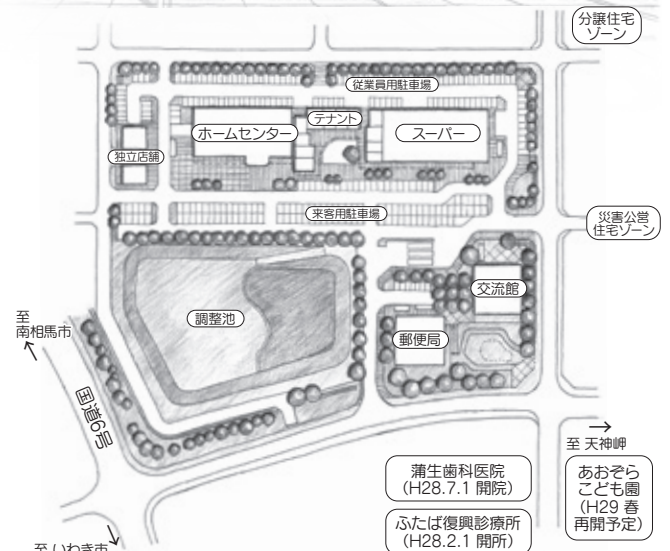 分譲住宅
ゾーン
従業員用駐車場
テナント
ホームセンター
スーパー
独立店舗
来客用駐車場
災害公営
住宅ゾーン
交流館
調整池
至
南相馬市
郵便局
国道6号
至 天神岬
蒲生歯科医院
(H28.7.1 開院)
あおぞら
こども園
(H29 春
再開予定)
ふたば復興診療所
(H28.2.1 開所)
至 いわき市